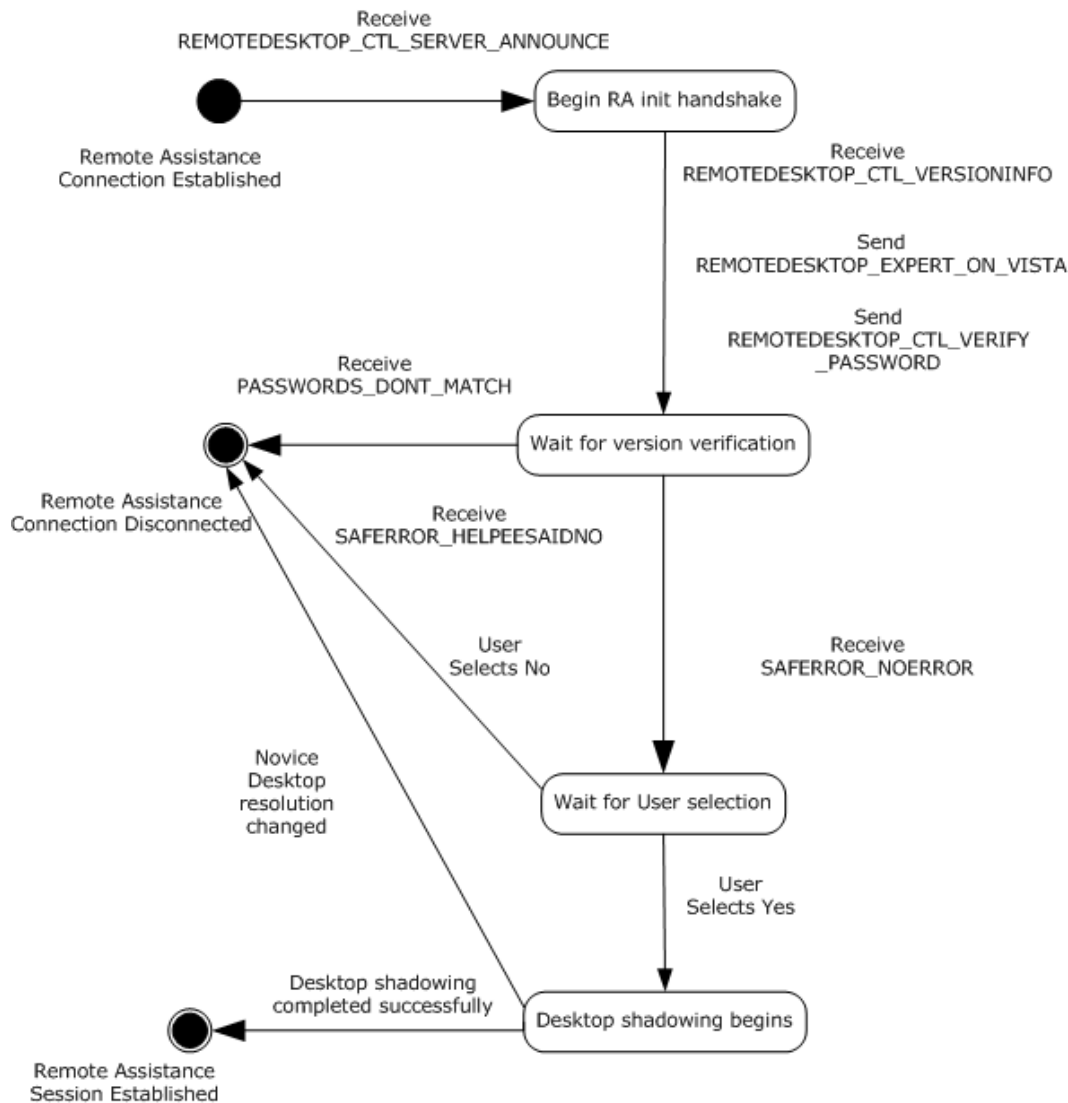 Receive
REMOTEDESKTOP_CTL_SERVER_ANNOUNCE
Begin RA init handshake
Remote Assistance
Connection Established
Receive
REMOTEDESKTOP_CTL_VERSIONINFO
Send
REMOTEDESKTOP_EXPERT_ON_VISTA
Send
REMOTEDESKTOP_CTL_VERIFY
_PASSWORD
Receive
PASSWORDS_DONT_MATCH
Wait for version verification
Remote Assistance
Connection Disconnected
Receive
SAFERROR_HELPEESAIDNO
User
Selects No
Receive
SAFERROR_NOERROR
Novice
Desktop
resolution
changed
Wait for User selection
User
Selects Yes
Desktop shadowing
completed successfully
Desktop shadowing begins
Remote Assistance
Session Established